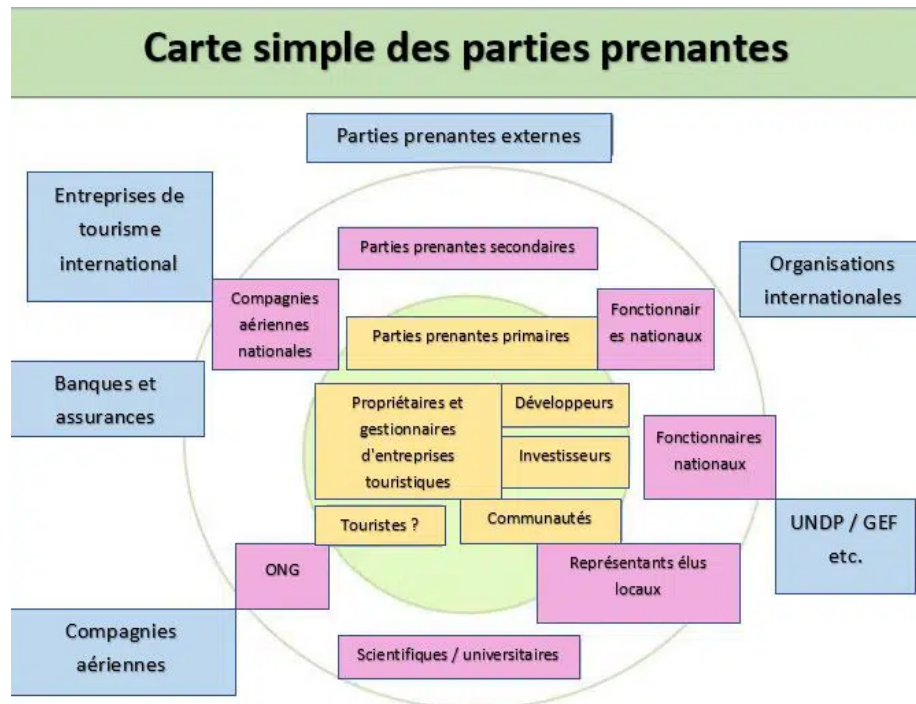 Carte simple des parties prenantes
Parties prenantes externes
Entreprises de
tourisme
international
Parties prenantes secondaires
Organisations
internationales
Compagnies
aériennes
nationales
Fonctionnair
es nationaux
Parties prenantes primaires
Banques et
assurances
Propriétaires et
gestionnaires
d'entreprises
touristiques
Développeurs
Investisseurs
Fonctionnaires
nationaux
Touristes ?
Communautés
UNDP / GEF
etc.
ONG
Représentants élus
locaux
Compagnies
aériennes
Scientifiques / universitaires